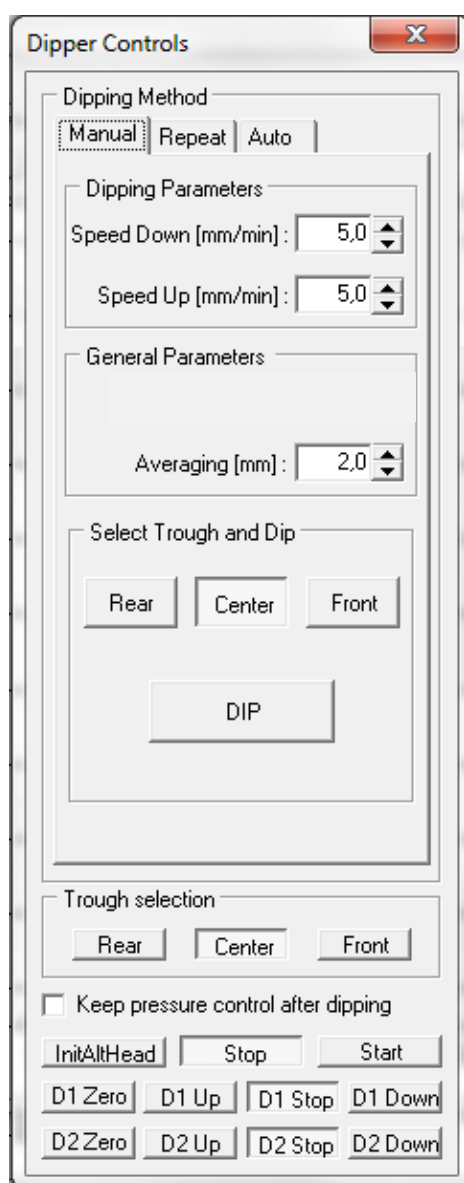 Dipper Controls
Dipping Method
Manual Repeat Auto
Dipping Parameters
Speed Down [mm/min] : 5,0
Speed Up [mm/min] : 5,0
General Parameters
Averaging [mm] : 2,0
Select Trough and Dip
Rear Center Front
DIP
Trough selection
Rear Center Front
Keep pressure control after dipping
InitAltHead Stop Start
D1 Zero D1 Up D1 Stop D1 Down
D2 Zero D2 Up D2 Stop D2 Down